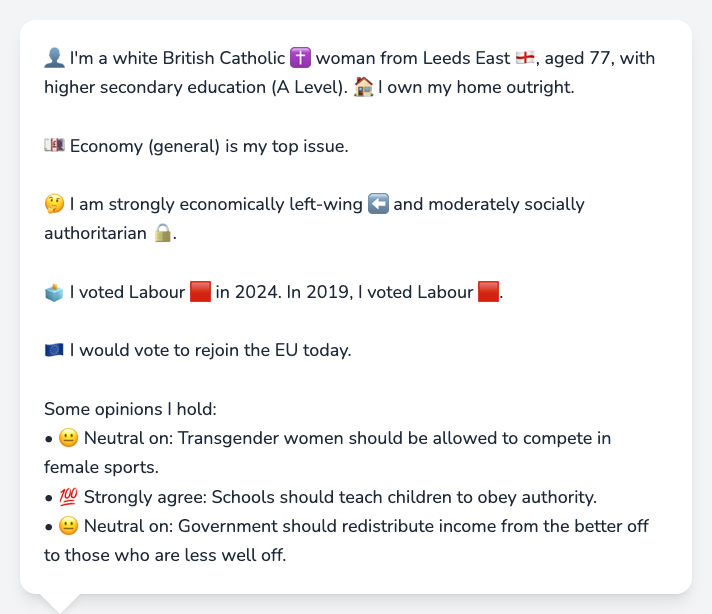 👤 I'm a white British Catholic ✝️ woman from Leeds East 🏴󠁧󠁢󠁥󠁮󠁧󠁿, aged 77, with
higher secondary education (A Level). 🏠 I own my home outright.
💷 Economy (general) is my top issue.
🤔 I am strongly economically left-wing ⬅️ and moderately socially
authoritarian 🔒.
🗳️ I voted Labour 🟥 in 2024. In 2019, I voted Labour 🟥.
🇪🇺 I would vote to rejoin the EU today.
Some opinions I hold:
• 😐 Neutral on: Transgender women should be allowed to compete in
female sports.
• 💯 Strongly agree: Schools should teach children to obey authority.
• 😐 Neutral on: Government should redistribute income from the better off
to those who are less well off.